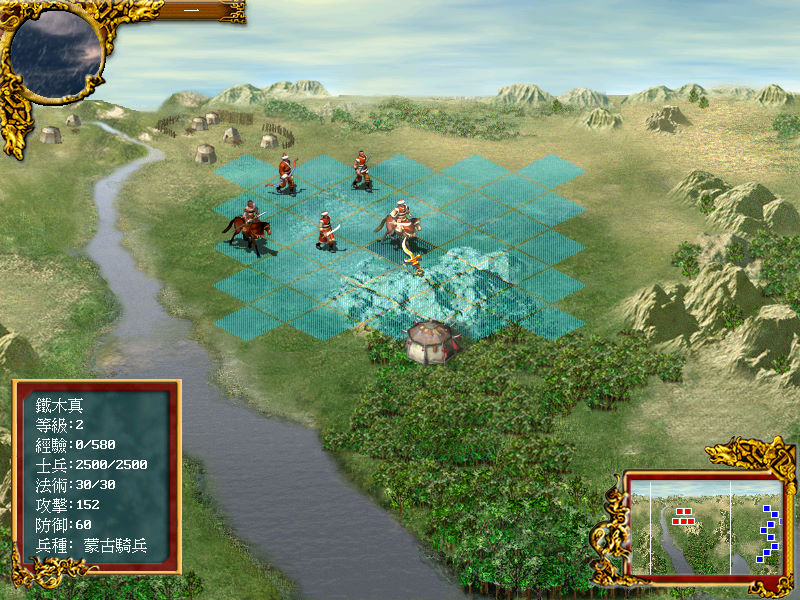 一
鐵木真
等級:2
經驗:0/580
士兵:2500/2500
法術:30/30
攻擊:152
防御:60
兵種: 蒙古騎兵